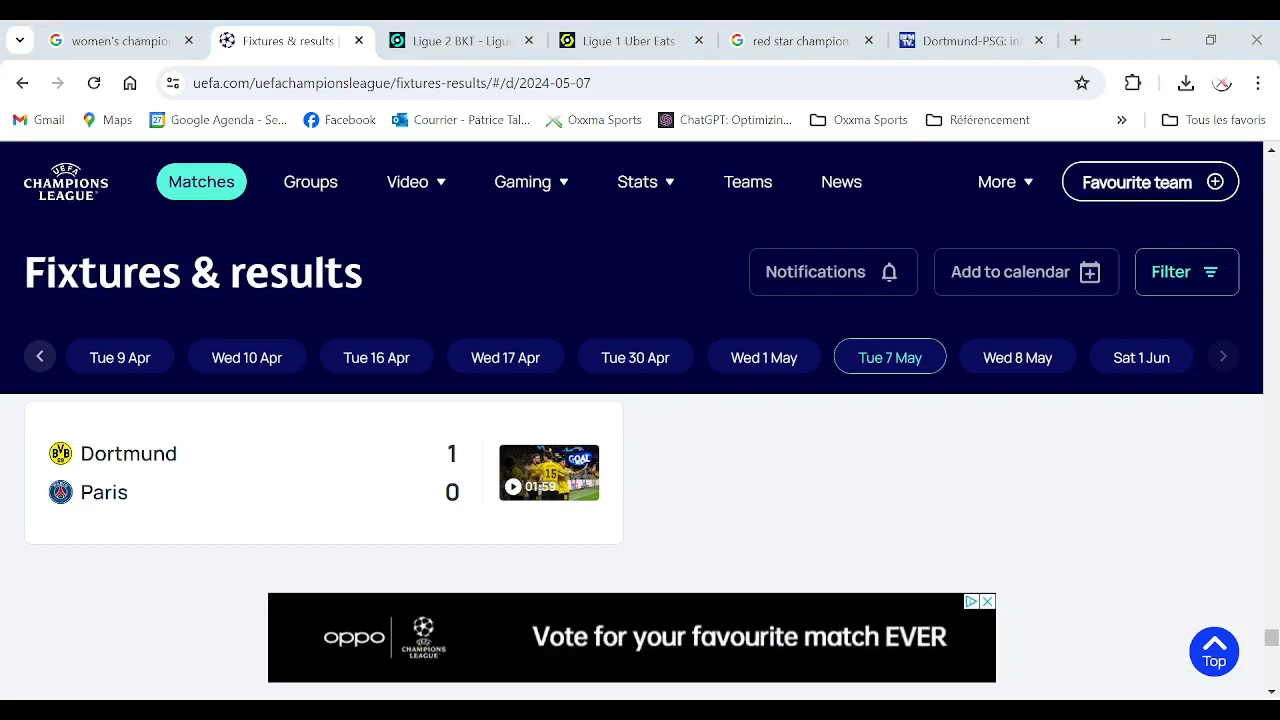 women's champion
Fixtures & results |
Ligue 2 BKT - Ligu
Ligue 1 Uber Eats -
red star champion
Dortmund-PSG: in
uefa.com/uefachampionsleague/fixtures-results/#/d/2024-05-07
Gmail
Maps
Google Agenda - Se...
Facebook
Courrier - Patrice Tal...
Oxxma Sports
ChatGPT: Optimizin...
Oxxma Sports
Référencement
Tous les favoris
UEFA
CHAMPIONS
LEAGUE
Matches
Groups
Video
Gaming
Stats
Teams
News
More
Favourite team
Fixtures & results
Notifications
Add to calendar
Filter
Tue 9 Apr
Wed 10 Apr
Tue 16 Apr
Wed 17 Apr
Tue 30 Apr
Wed 1 May
Tue 7 May
Wed 8 May
Sat 1 Jun
Dortmund 1
GOAL
15
01:59
Paris 0
oppo
CHAMPIONS
LEAGUE
Vote for your favourite match EVER
Top